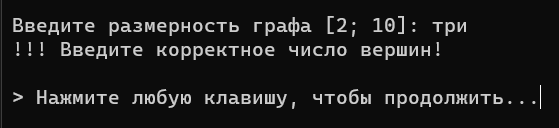 Введите размерность графа [2; 10]: три
!!! Введите корректное число вершин!
> Нажмите любую клавишу, чтобы продолжить...